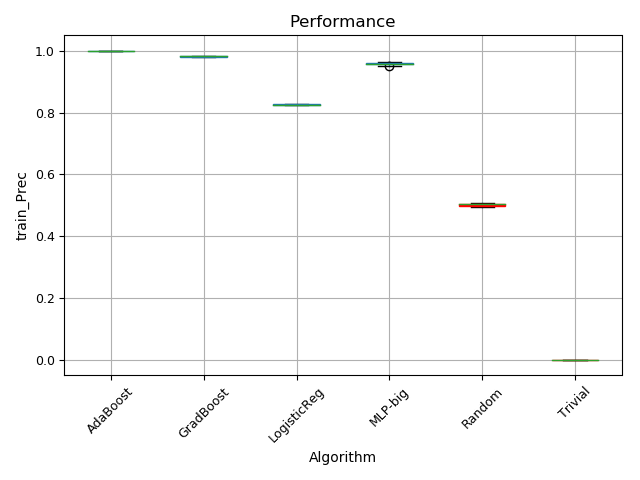 Performance
train_Prec
1.0
0.8
0.6
0.4
0.2
0.0
AdaBoost
GradBoost
LogisticReg
MLP-big
Random
Trivial
Algorithm